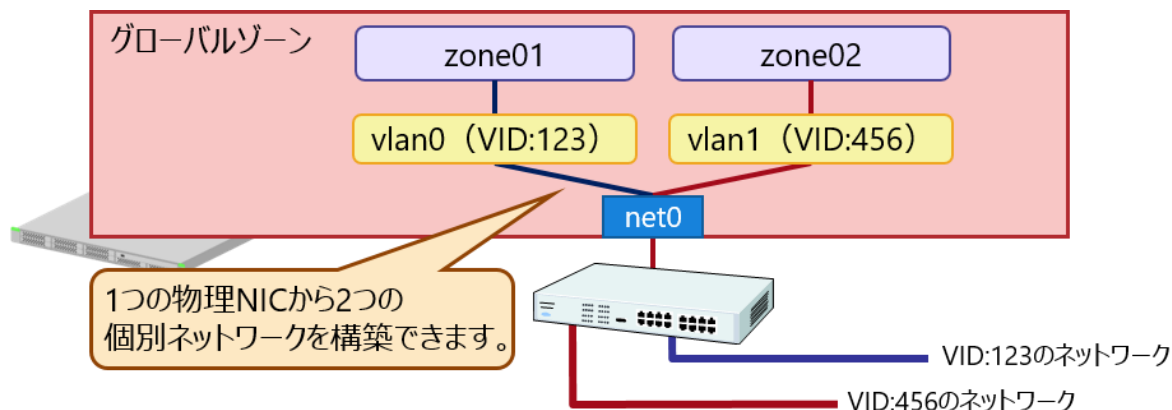 グローバルゾーン
zone01
zone02
vlan0（VID:123）
vlan1（VID:456）
net0
1つの物理NICから2つの
個別ネットワークを構築できます。
VID:123のネットワーク
VID:456のネットワーク